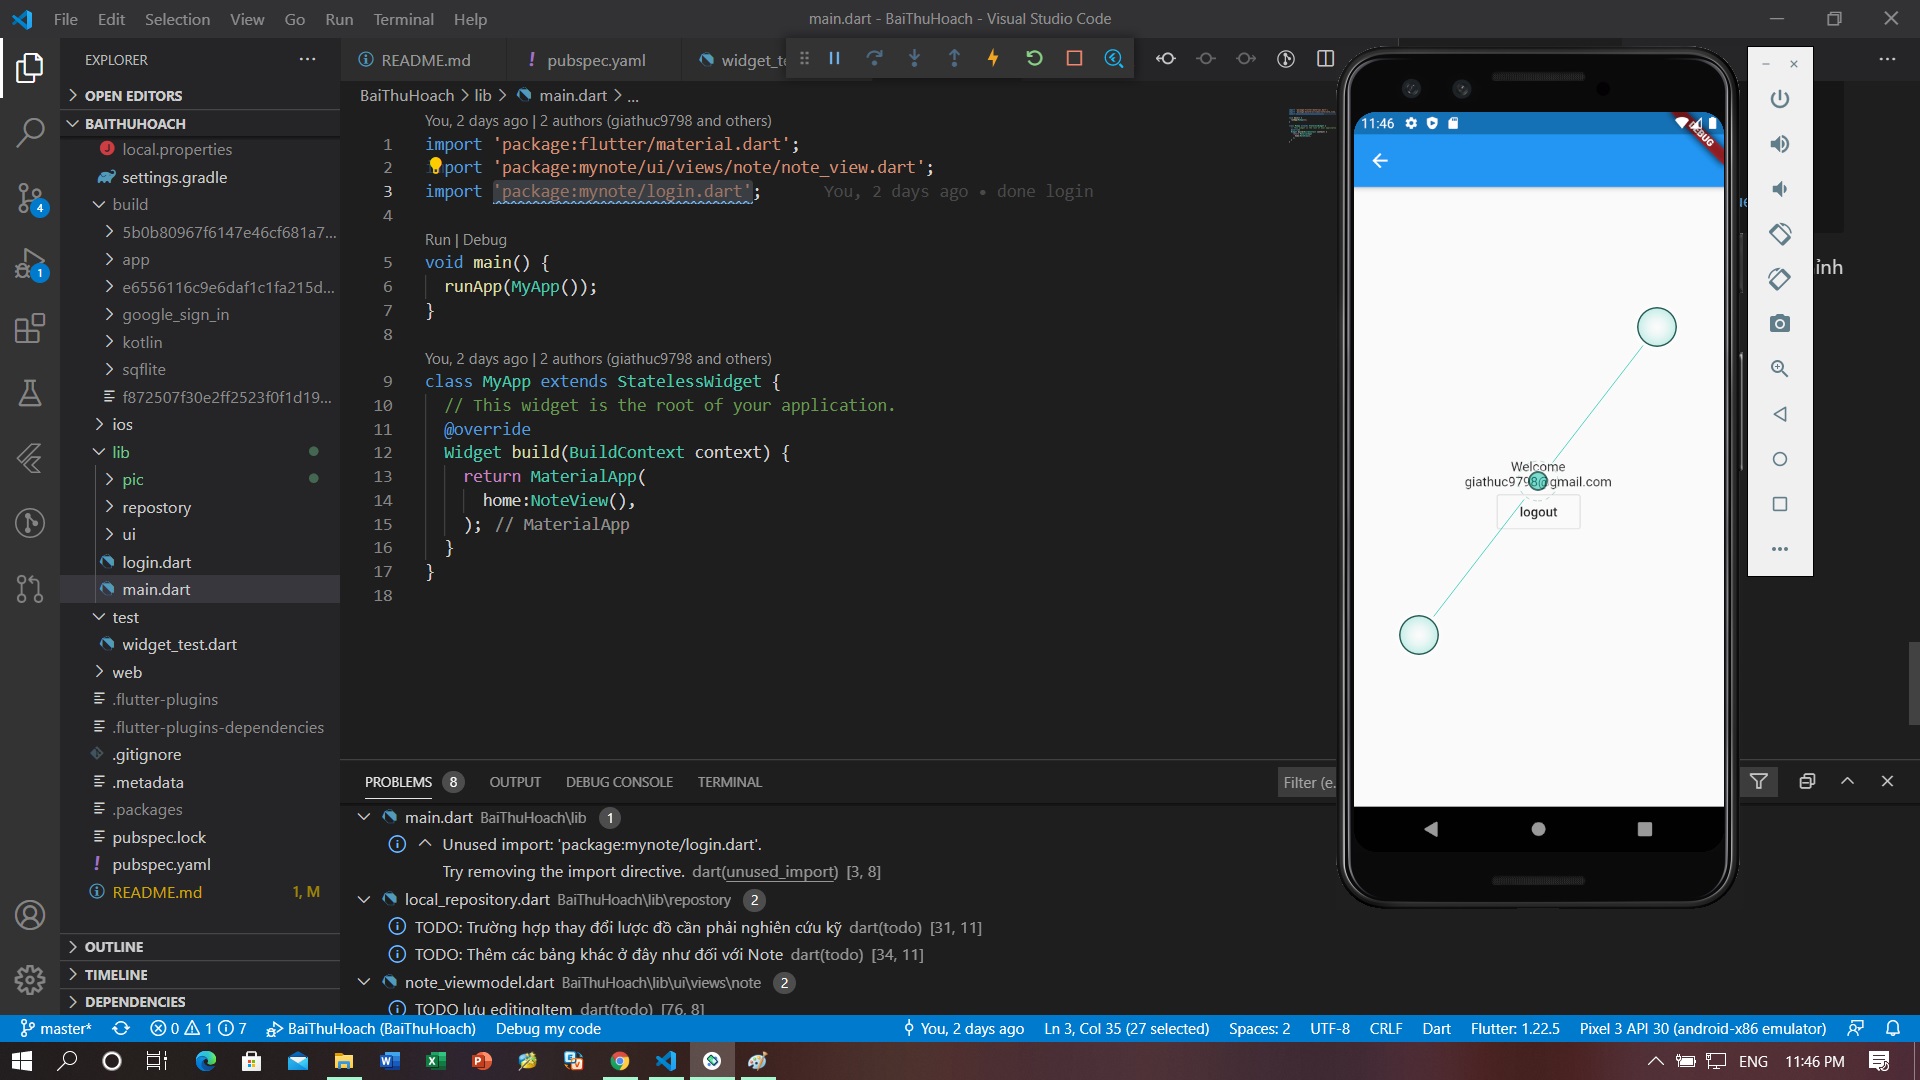 File Edit Selection View Go Run Terminal Help
main.dart - BaiThuHoach - Visual Studio Code
EXPLORER
OPEN EDITORS
BAITHUHOACH
local.properties
settings.gradle
build
5b0b80967f6147e46cf681a7...
app
e6556116c9e6daf1c1fa215d...
google_sign_in
kotlin
sqflite
f872507f30e2ff2523f0f1d19...
ios
lib
pic
repostory
ui
login.dart
main.dart
test
widget_test.dart
web
.flutter-plugins
.flutter-plugins-dependencies
.gitignore
.metadata
.packages
pubspec.lock
pubspec.yaml
README.md 1, M
OUTLINE
TIMELINE
DEPENDENCIES
4
1
README.md
pubspec.yaml
BaiThuHoach > lib > main.dart > ...
You, 2 days ago | 2 authors (giathuc9798 and others)
1 import 'package:flutter/material.dart';
2 import 'package:mynote/ui/views/note/note_view.dart';
3 import 'package:mynote/login.dart'; You, 2 days ago • done login
4
Run | Debug
5 void main() {
6 runApp(MyApp());
7 }
8
You, 2 days ago | 2 authors (giathuc9798 and others)
9 class MyApp extends StatelessWidget {
10 // This widget is the root of your application.
11 @override
12 Widget build(BuildContext context) {
13 return MaterialApp(
14 home:NoteView(),
15 ); // MaterialApp
16 }
17 }
18
PROBLEMS 8 OUTPUT DEBUG CONSOLE TERMINAL
Filter (e.
main.dart BaiThuHoach\lib 1
Unused import: 'package:mynote/login.dart'.
Try removing the import directive. dart(unused_import) [3, 8]
local_repository.dart BaiThuHoach\lib\repostory 2
TODO: Trường hợp thay đổi lược đồ cần phải nghiên cứu kỹ dart(todo) [31, 11]
TODO: Thêm các bảng khác ở đây như đối với Note dart(todo) [34, 11]
note_viewmodel.dart BaiThuHoach\lib\ui\views\note 2
TODO lưu editingItem dart(todo) [76, 8]
11:46
DEBUG
Welcome
giathuc9798@gmail.com
logout
ỉnh
master* 0 1 7 BaiThuHoach (BaiThuHoach) Debug my code
You, 2 days ago Ln 3, Col 35 (27 selected) Spaces: 2 UTF-8 CRLF Dart Flutter: 1.22.5 Pixel 3 API 30 (android-x86 emulator)
ENG 11:46 PM